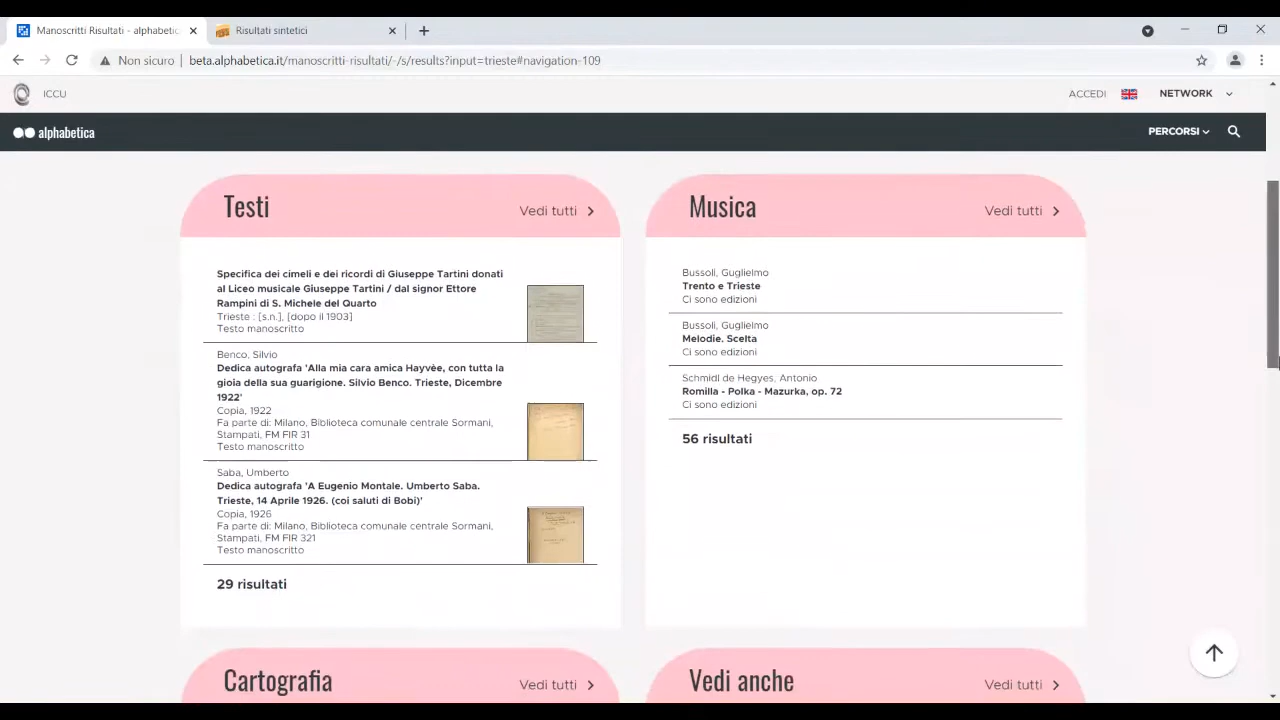 Manoscritti Risultati - alphabetic
Risultati sintetici
Non sicuro
beta.alphabetica.it/manoscritti-risultati/-/s/results?input=trieste#navigation-109
ICCU
ACCEDI
NETWORK
alphabetica
PERCORSI
Testi
Vedi tutti
Specifica dei cimeli e dei ricordi di Giuseppe Tartini donati
al Liceo musicale Giuseppe Tartini / dal signor Ettore
Rampini di S. Michele del Quarto
Trieste : [s.n.], [dopo il 1903]
Testo manoscritto
Benco, Silvio
Dedica autografa 'Alla mia cara amica Hayvèe, con tutta la
gioia della sua guarigione. Silvio Benco. Trieste, Dicembre
1922'
Copia, 1922
Fa parte di: Milano, Biblioteca comunale centrale Sormani,
Stampati, FM FIR 31
Testo manoscritto
Saba, Umberto
Dedica autografa 'A Eugenio Montale. Umberto Saba.
Trieste, 14 Aprile 1926. (coi saluti di Bobi)'
Copia, 1926
Fa parte di: Milano, Biblioteca comunale centrale Sormani,
Stampati, FM FIR 321
Testo manoscritto
29 risultati
Musica
Vedi tutti
Bussoli, Guglielmo
Trento e Trieste
Ci sono edizioni
Bussoli, Guglielmo
Melodie. Scelta
Ci sono edizioni
Schmidl de Hegyes, Antonio
Romilla - Polka - Mazurka, op. 72
Ci sono edizioni
56 risultati
Cartografia
Vedi tutti
Vedi anche
Vedi tutti